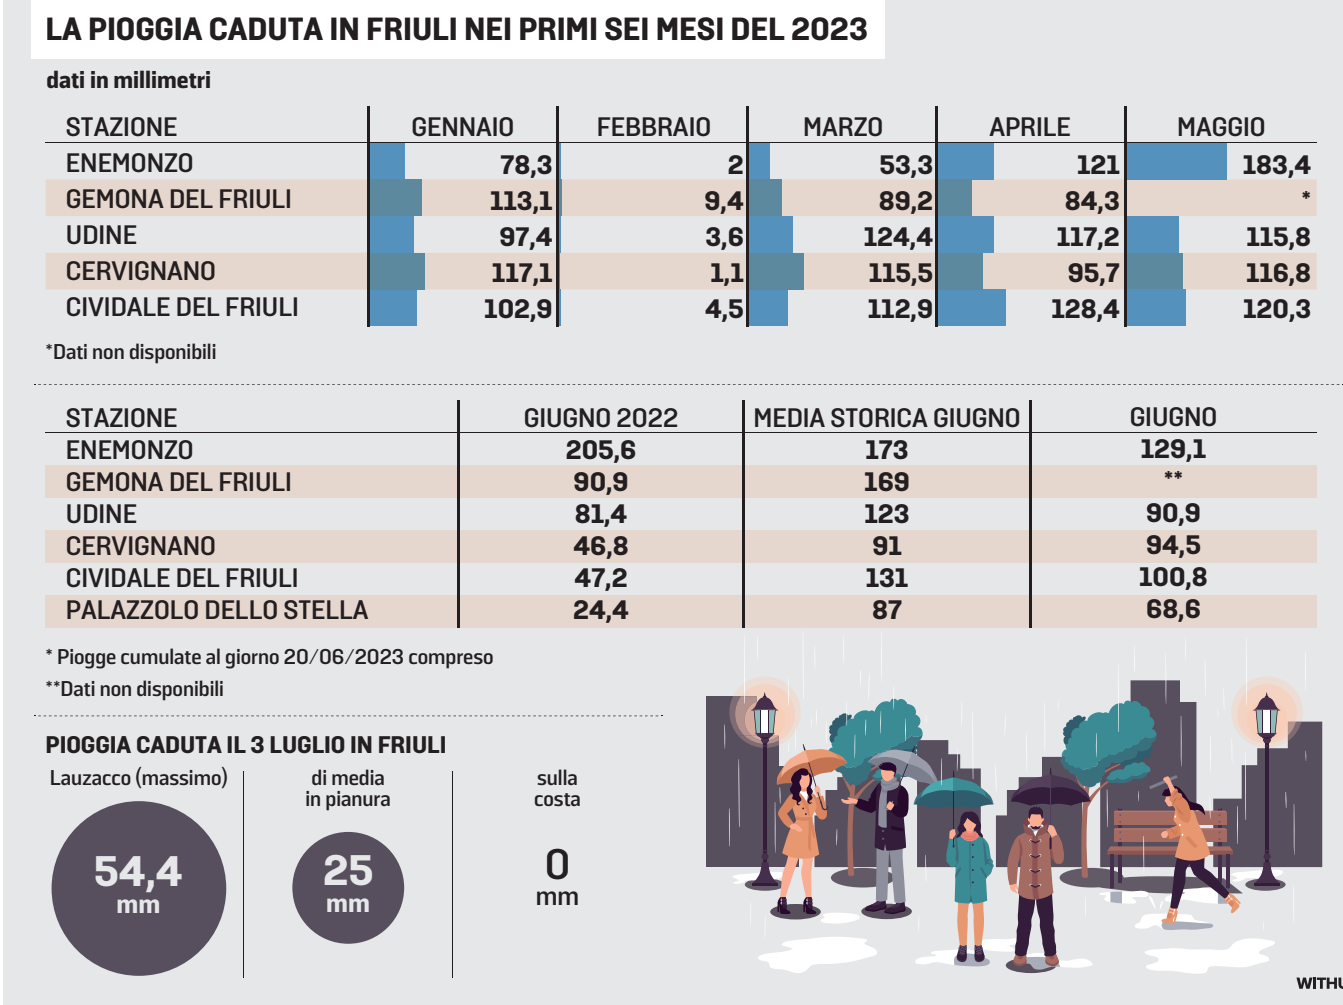 LA PIOGGIA CADUTA IN FRIULI NEI PRIMI SEI MESI DEL 2023
dati in millimetri
STAZIONE GENNAIO FEBBRAIO MARZO APRILE MAGGIO
ENEMONZO 78,3 2 53,3 121 183,4
GEMONA DEL FRIULI 113,1 9,4 89,2 84,3 *
UDINE 97,4 3,6 124,4 117,2 115,8
CERVIGNANO 117,1 1,1 115,5 95,7 116,8
CIVIDALE DEL FRIULI 102,9 4,5 112,9 128,4 120,3
*Dati non disponibili
STAZIONE GIUGNO 2022 MEDIA STORICA GIUGNO GIUGNO
ENEMONZO 205,6 173 129,1
GEMONA DEL FRIULI 90,9 169 **
UDINE 81,4 123 90,9
CERVIGNANO 46,8 91 94,5
CIVIDALE DEL FRIULI 47,2 131 100,8
PALAZZOLO DELLO STELLA 24,4 87 68,6
* Piogge cumulate al giorno 20/06/2023 compreso
**Dati non disponibili
PIOGGIA CADUTA IL 3 LUGLIO IN FRIULI
Lauzacco (massimo)
54,4
mm
di media
in pianura
25
mm
sulla
costa
0
mm